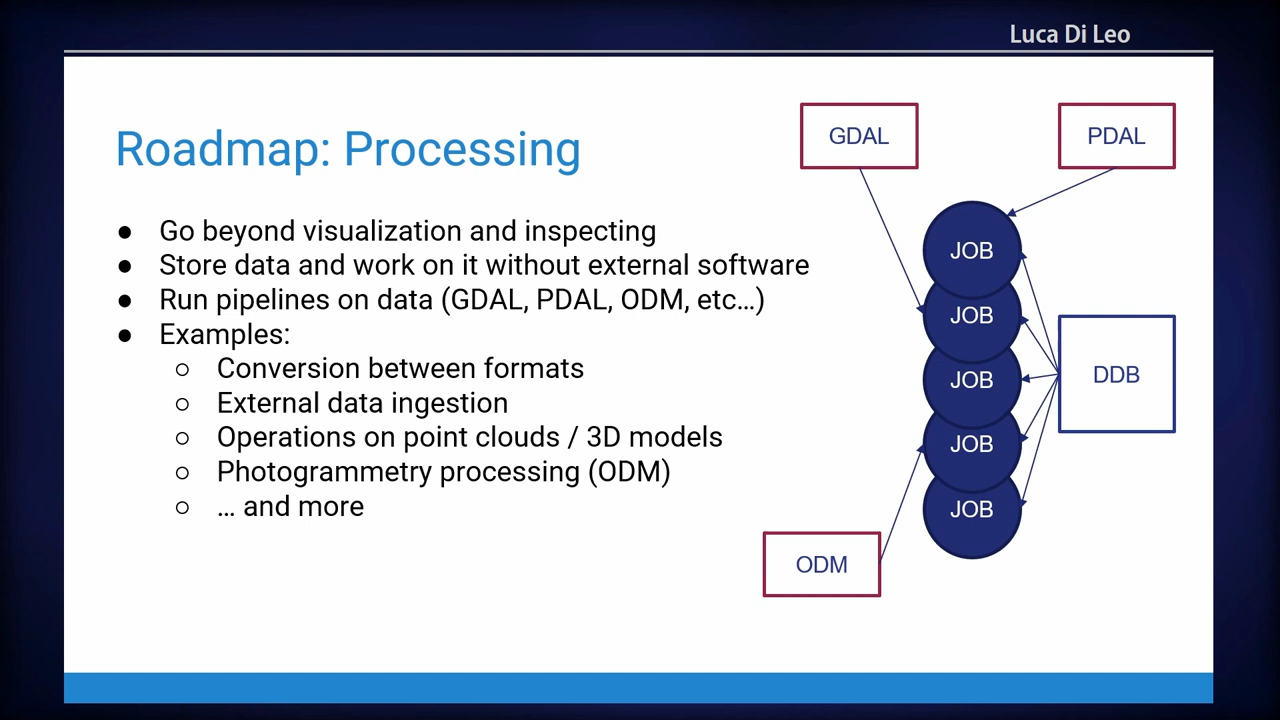 Luca Di Leo
Roadmap: Processing
● Go beyond visualization and inspecting
● Store data and work on it without external software
● Run pipelines on data (GDAL, PDAL, ODM, etc...)
● Examples:
○ Conversion between formats
○ External data ingestion
○ Operations on point clouds / 3D models
○ Photogrammetry processing (ODM)
○ ... and more
GDAL
PDAL
JOB
JOB
JOB
JOB
JOB
DDB
ODM